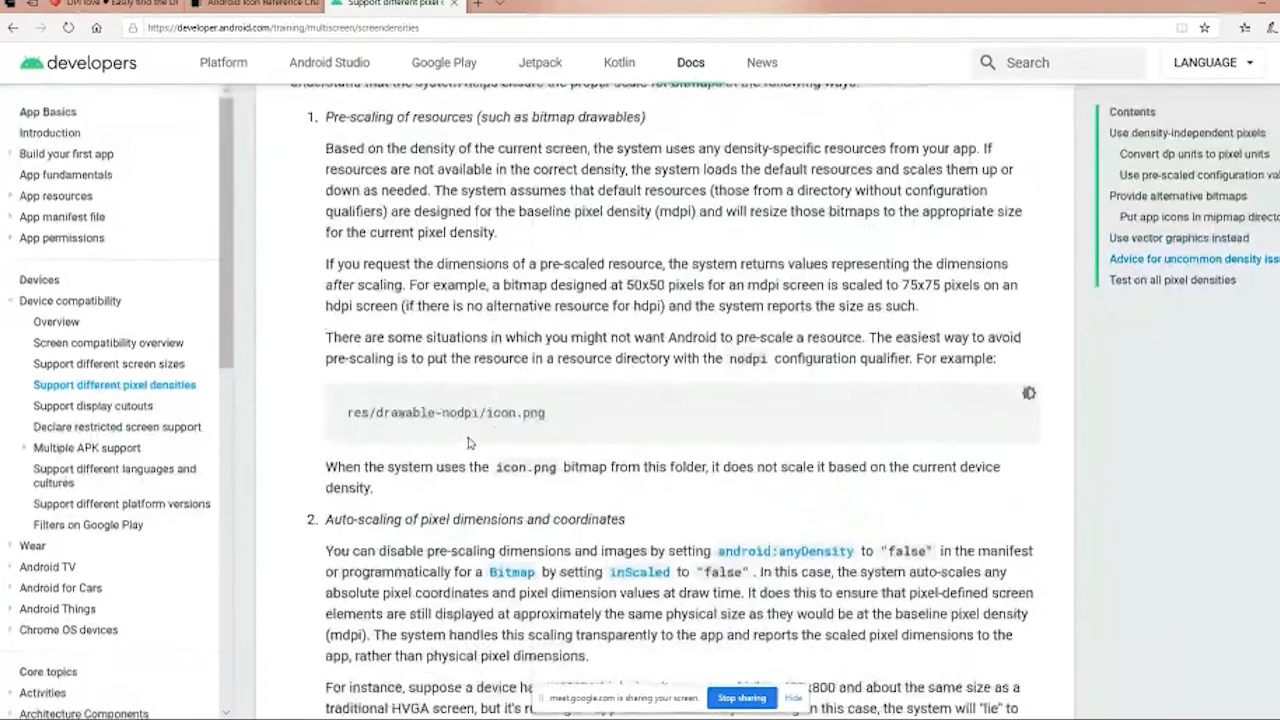 DPI love - Easily find the DI
Android Icon Reference Cha
Support different pixel d
https://developer.android.com/training/multiscreen/screendensities
developers
Platform
Android Studio
Google Play
Jetpack
Kotlin
Docs
News
Search
LANGUAGE
App Basics
Introduction
Build your first app
App fundamentals
App resources
App manifest file
App permissions
Devices
Device compatibility
Overview
Screen compatibility overview
Support different screen sizes
Support different pixel densities
Support display cutouts
Declare restricted screen support
Multiple APK support
Support different languages and
cultures
Support different platform versions
Filters on Google Play
Wear
Android TV
Android for Cars
Android Things
Chrome OS devices
Core topics
Activities
Architecture Components
1. Pre-scaling of resources (such as bitmap drawables)
Based on the density of the current screen, the system uses any density-specific resources from your app. If
resources are not available in the correct density, the system loads the default resources and scales them up or
down as needed. The system assumes that default resources (those from a directory without configuration
qualifiers) are designed for the baseline pixel density (mdpi) and will resize those bitmaps to the appropriate size
for the current pixel density.
If you request the dimensions of a pre-scaled resource, the system returns values representing the dimensions
after scaling. For example, a bitmap designed at 50x50 pixels for an mdpi screen is scaled to 75x75 pixels on an
hdpi screen (if there is no alternative resource for hdpi) and the system reports the size as such.
There are some situations in which you might not want Android to pre-scale a resource. The easiest way to avoid
pre-scaling is to put the resource in a resource directory with the nodpi configuration qualifier. For example:
res/drawable-nodpi/icon.png
When the system uses the icon.png bitmap from this folder, it does not scale it based on the current device
density.
2. Auto-scaling of pixel dimensions and coordinates
You can disable pre-scaling dimensions and images by setting android:anyDensity to "false" in the manifest
or programmatically for a Bitmap by setting inScaled to "false". In this case, the system auto-scales any
absolute pixel coordinates and pixel dimension values at draw time. It does this to ensure that pixel-defined screen
elements are still displayed at approximately the same physical size as they would be at the baseline pixel density
(mdpi). The system handles this scaling transparently to the app and reports the scaled pixel dimensions to the
app, rather than physical pixel dimensions.
For instance, suppose a device ha x800 and about the same size as a
traditional HVGA screen, but it's r n this case, the system will "lie" to
meet.google.com is sharing your screen.
Stop sharing
Hide
Contents
Use density-independent pixels
Convert dp units to pixel units
Use pre-scaled configuration va
Provide alternative bitmaps
Put app icons in mipmap direct
Use vector graphics instead
Advice for uncommon density iss
Test on all pixel densities